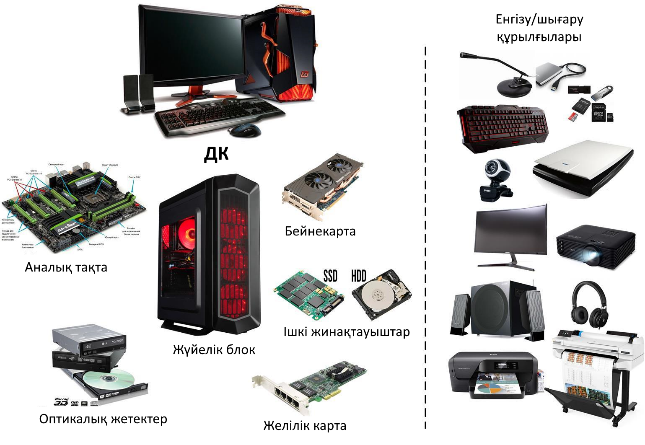 Енгізу/шығару
құрылғылары
ДК
Бейнекарта
Аналық тақта
SSD HDD
Ішкі жинақтауыштар
Жүйелік блок
Оптикалық жетектер
Желілік карта